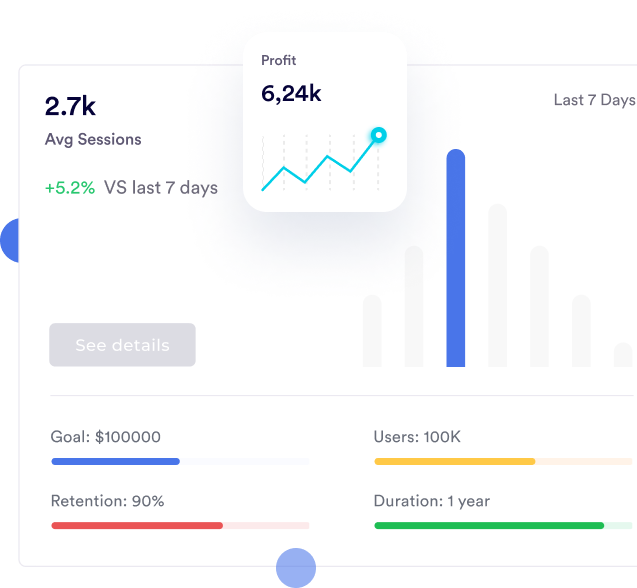 Profit
6,24k
2.7k
Avg Sessions
+5.2% VS last 7 days
Last 7 Days
See details
Goal: $100000
Users: 100K
Retention: 90%
Duration: 1 year